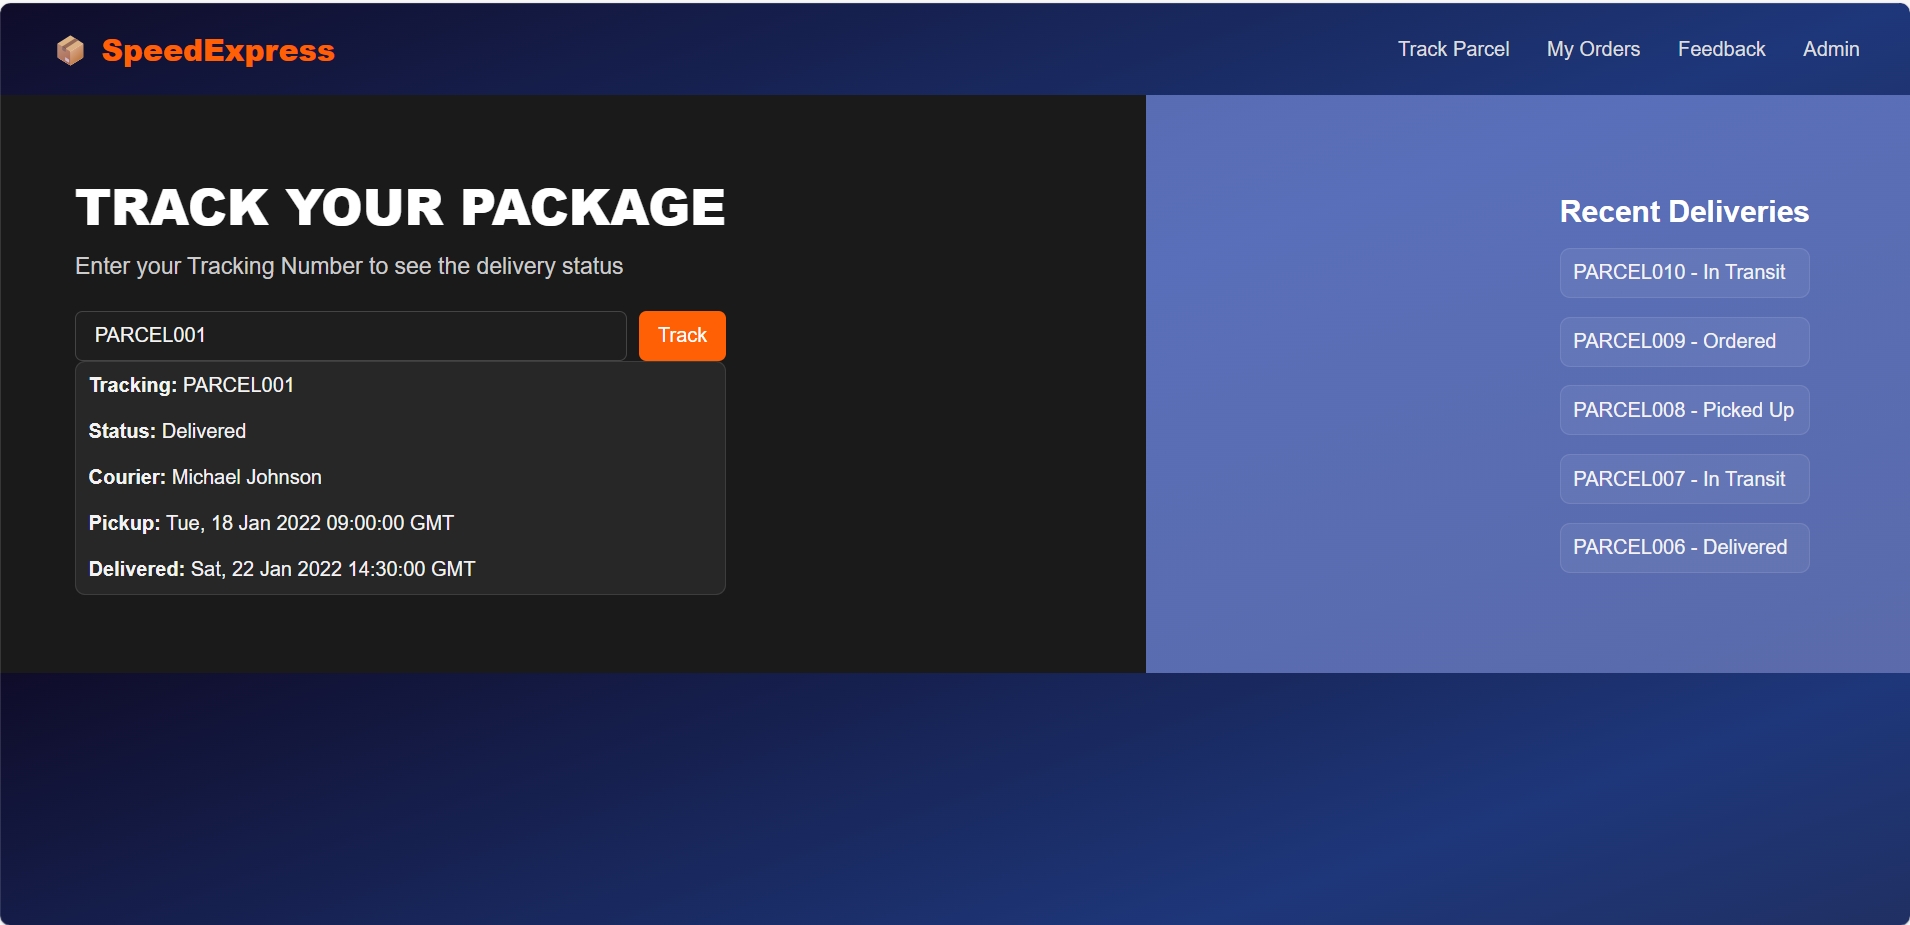 SpeedExpress
Track Parcel
My Orders
Feedback
Admin
TRACK YOUR PACKAGE
Enter your Tracking Number to see the delivery status
PARCEL001
Track
Tracking: PARCEL001
Status: Delivered
Courier: Michael Johnson
Pickup: Tue, 18 Jan 2022 09:00:00 GMT
Delivered: Sat, 22 Jan 2022 14:30:00 GMT
Recent Deliveries
PARCEL010 - In Transit
PARCEL009 - Ordered
PARCEL008 - Picked Up
PARCEL007 - In Transit
PARCEL006 - Delivered